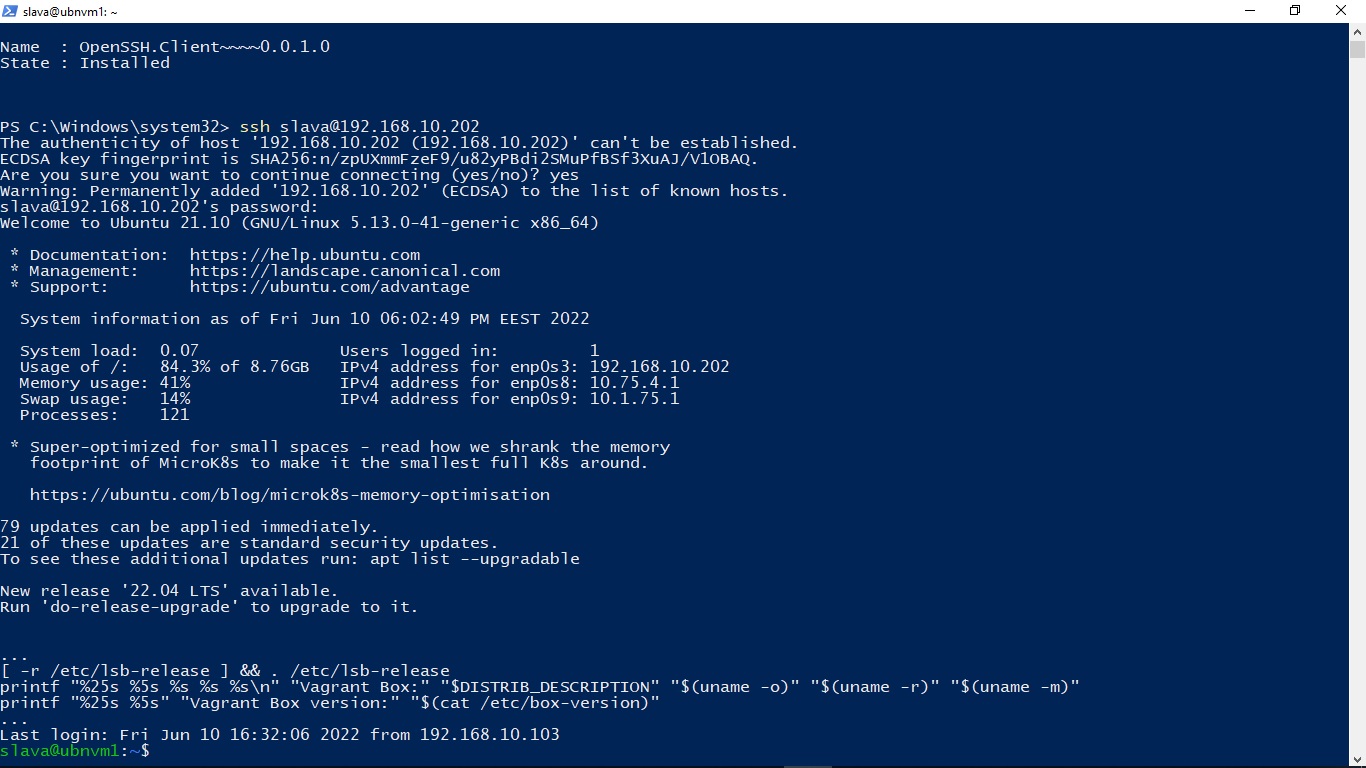 slava@ubnvm1: ~
Name  : OpenSSH.Client~~~~0.0.1.0
State : Installed
PS C:\Windows\system32> ssh slava@192.168.10.202
The authenticity of host '192.168.10.202 (192.168.10.202)' can't be established.
ECDSA key fingerprint is SHA256:n/zpUXmmFzeF9/u82yPBdi2SMuPfBSf3XuAJ/V1OBAQ.
Are you sure you want to continue connecting (yes/no)? yes
Warning: Permanently added '192.168.10.202' (ECDSA) to the list of known hosts.
slava@192.168.10.202's password:
Welcome to Ubuntu 21.10 (GNU/Linux 5.13.0-41-generic x86_64)
 * Documentation:  https://help.ubuntu.com
 * Management:     https://landscape.canonical.com
 * Support:        https://ubuntu.com/advantage
  System information as of Fri Jun 10 06:02:49 PM EEST 2022
  System load:  0.07              Users logged in:         1
  Usage of /:   84.3% of 8.76GB   IPv4 address for enp0s3: 192.168.10.202
  Memory usage: 41%               IPv4 address for enp0s8: 10.75.4.1
  Swap usage:   14%               IPv4 address for enp0s9: 10.1.75.1
  Processes:    121
 * Super-optimized for small spaces - read how we shrank the memory
   footprint of MicroK8s to make it the smallest full K8s around.
   https://ubuntu.com/blog/microk8s-memory-optimisation
79 updates can be applied immediately.
21 of these updates are standard security updates.
To see these additional updates run: apt list --upgradable
New release '22.04 LTS' available.
Run 'do-release-upgrade' to upgrade to it.
...
[ -r /etc/lsb-release ] && . /etc/lsb-release
printf "%25s %5s %s %s %s\n" "Vagrant Box:" "$DISTRIB_DESCRIPTION" "$(uname -o)" "$(uname -r)" "$(uname -m)"
printf "%25s %5s" "Vagrant Box version:" "$(cat /etc/box-version)"
...
Last login: Fri Jun 10 16:32:06 2022 from 192.168.10.103
slava@ubnvm1:~$